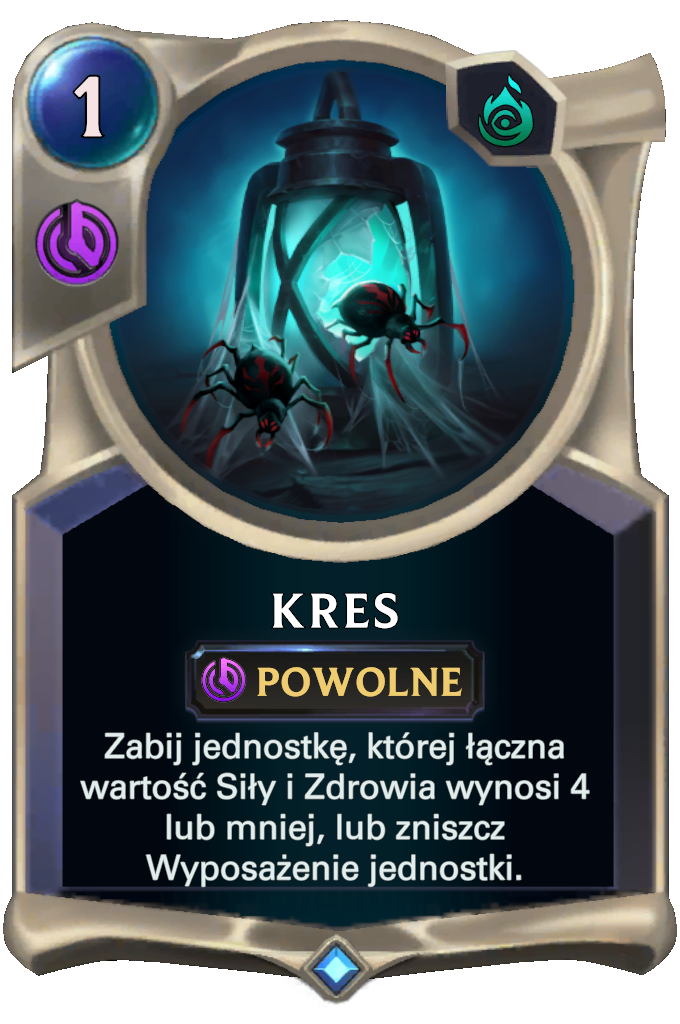 1
KRES
POWOLNE
Zabij jednostkę, której łączna
wartość Siły i Zdrowia wynosi 4
lub mniej, lub zniszcz
Wyposażenie jednostki.